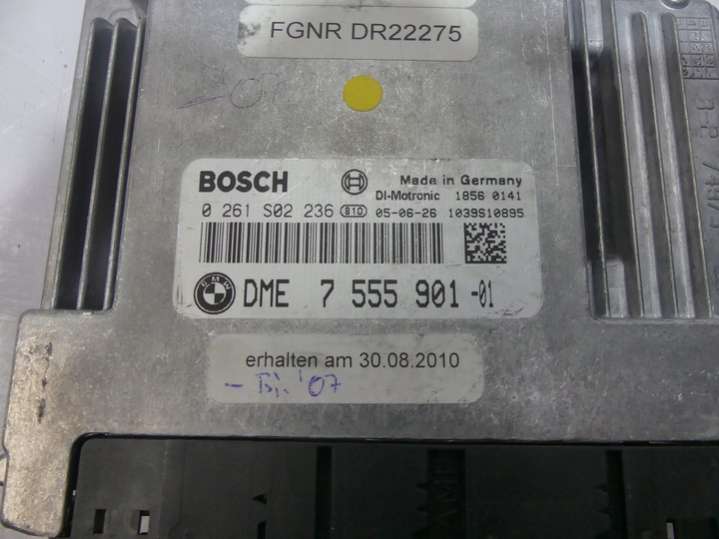 FGNR DR22275
BOSCH Made in Germany
DI-Motronic 1856 0141
0 261 S02 236 05-06-26 1039S10895
BMW DME 7 555 901 -01
erhalten am 30.08.2010
- Bj. '07